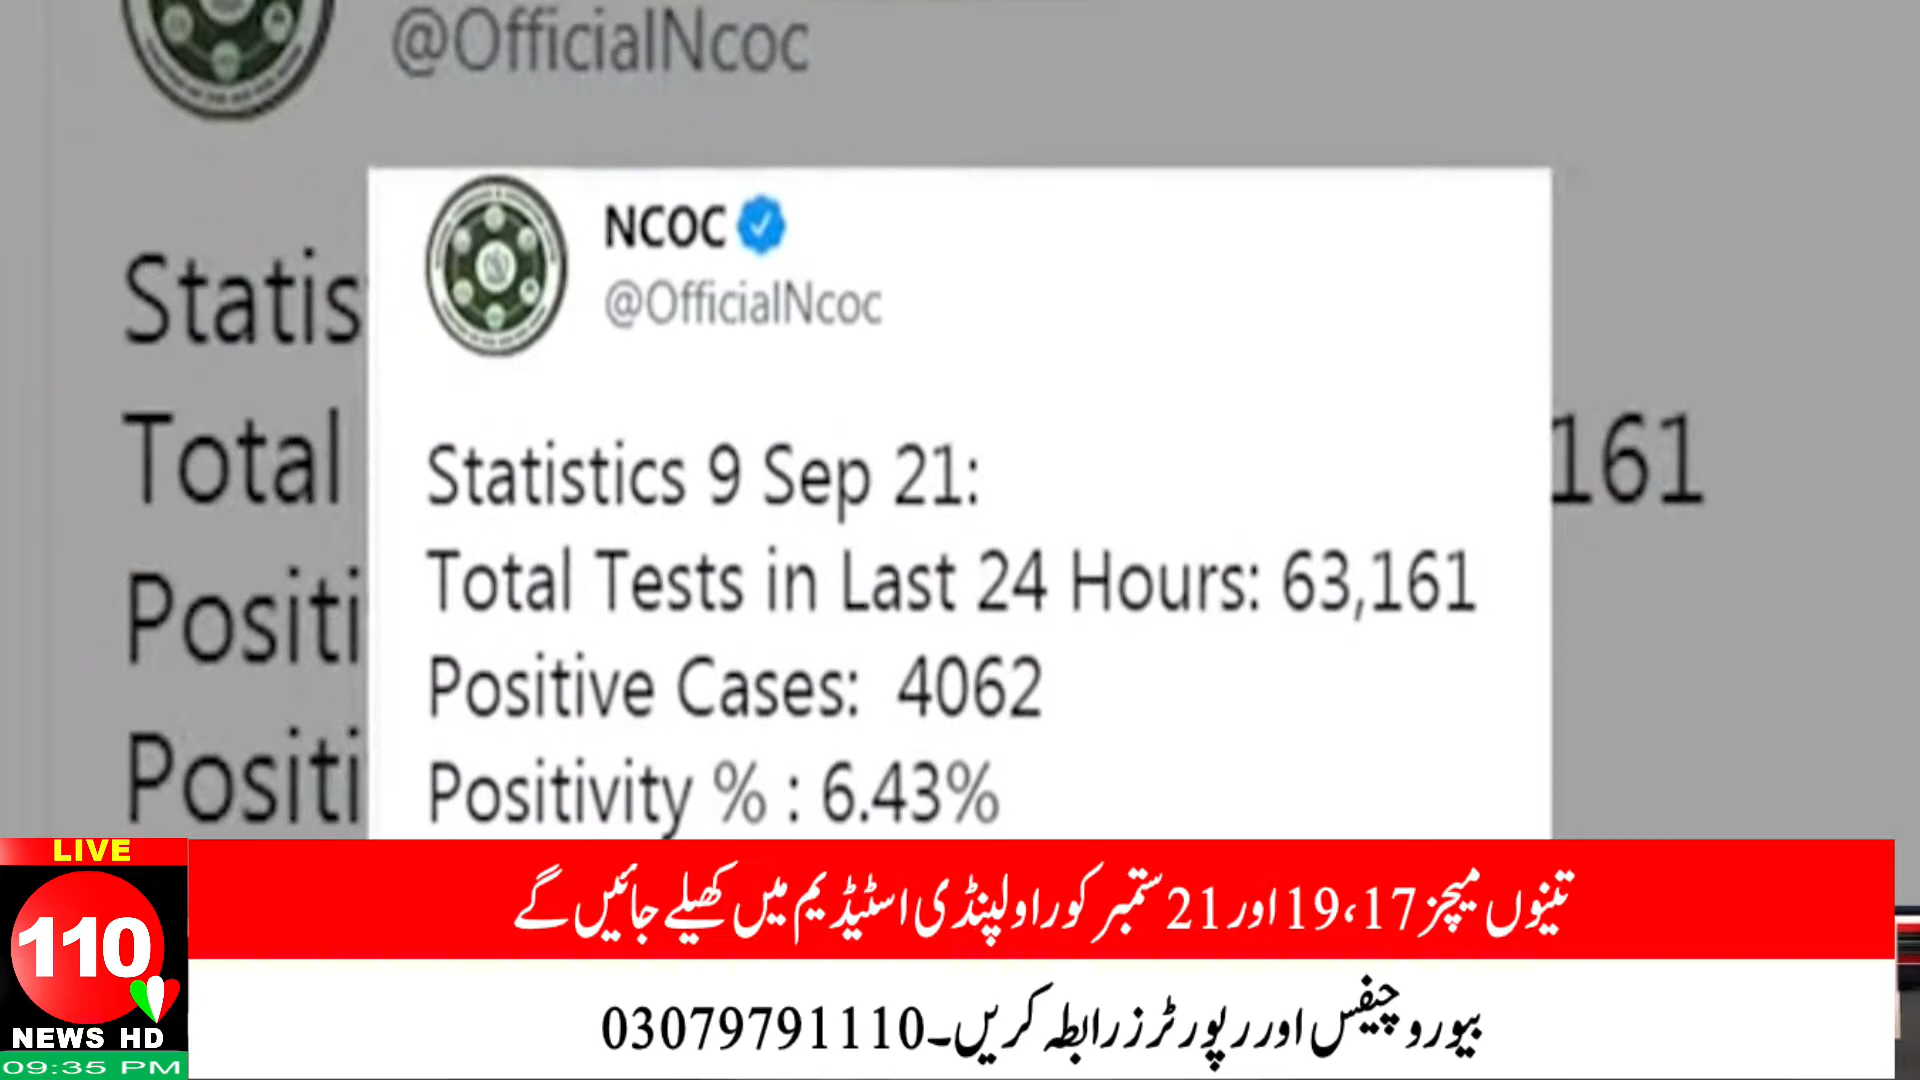 @OfficialNcoc
NCOC
@OfficialNcoc
Statis
Total
161
Positi
Positi
Statistics 9 Sep 21:
Total Tests in Last 24 Hours: 63,161
Positive Cases: 4062
Positivity % : 6.43%
LIVE
110
NEWS HD
09:35 PM
تینوں میچز 17، 19 اور 21 ستمبر کو راولپنڈی اسٹیڈیم میں کھیلے جائیں گے
بیورو چیفس اور رپورٹرز رابطہ کریں۔03079791110